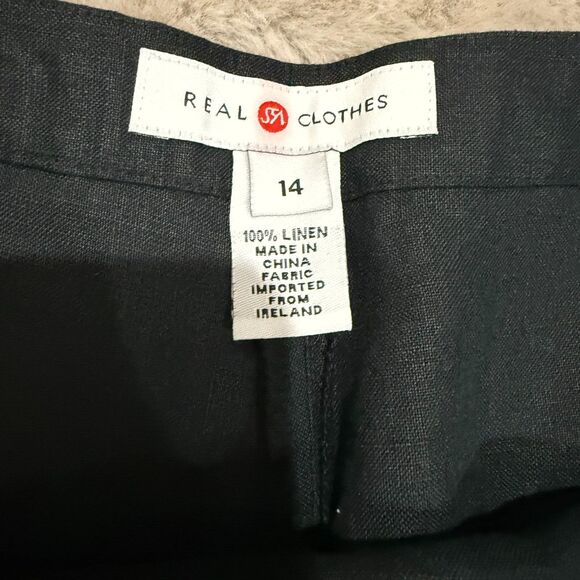 REAL CLOTHES
14
100% LINEN
MADE IN
CHINA
FABRIC
IMPORTED
FROM
IRELAND